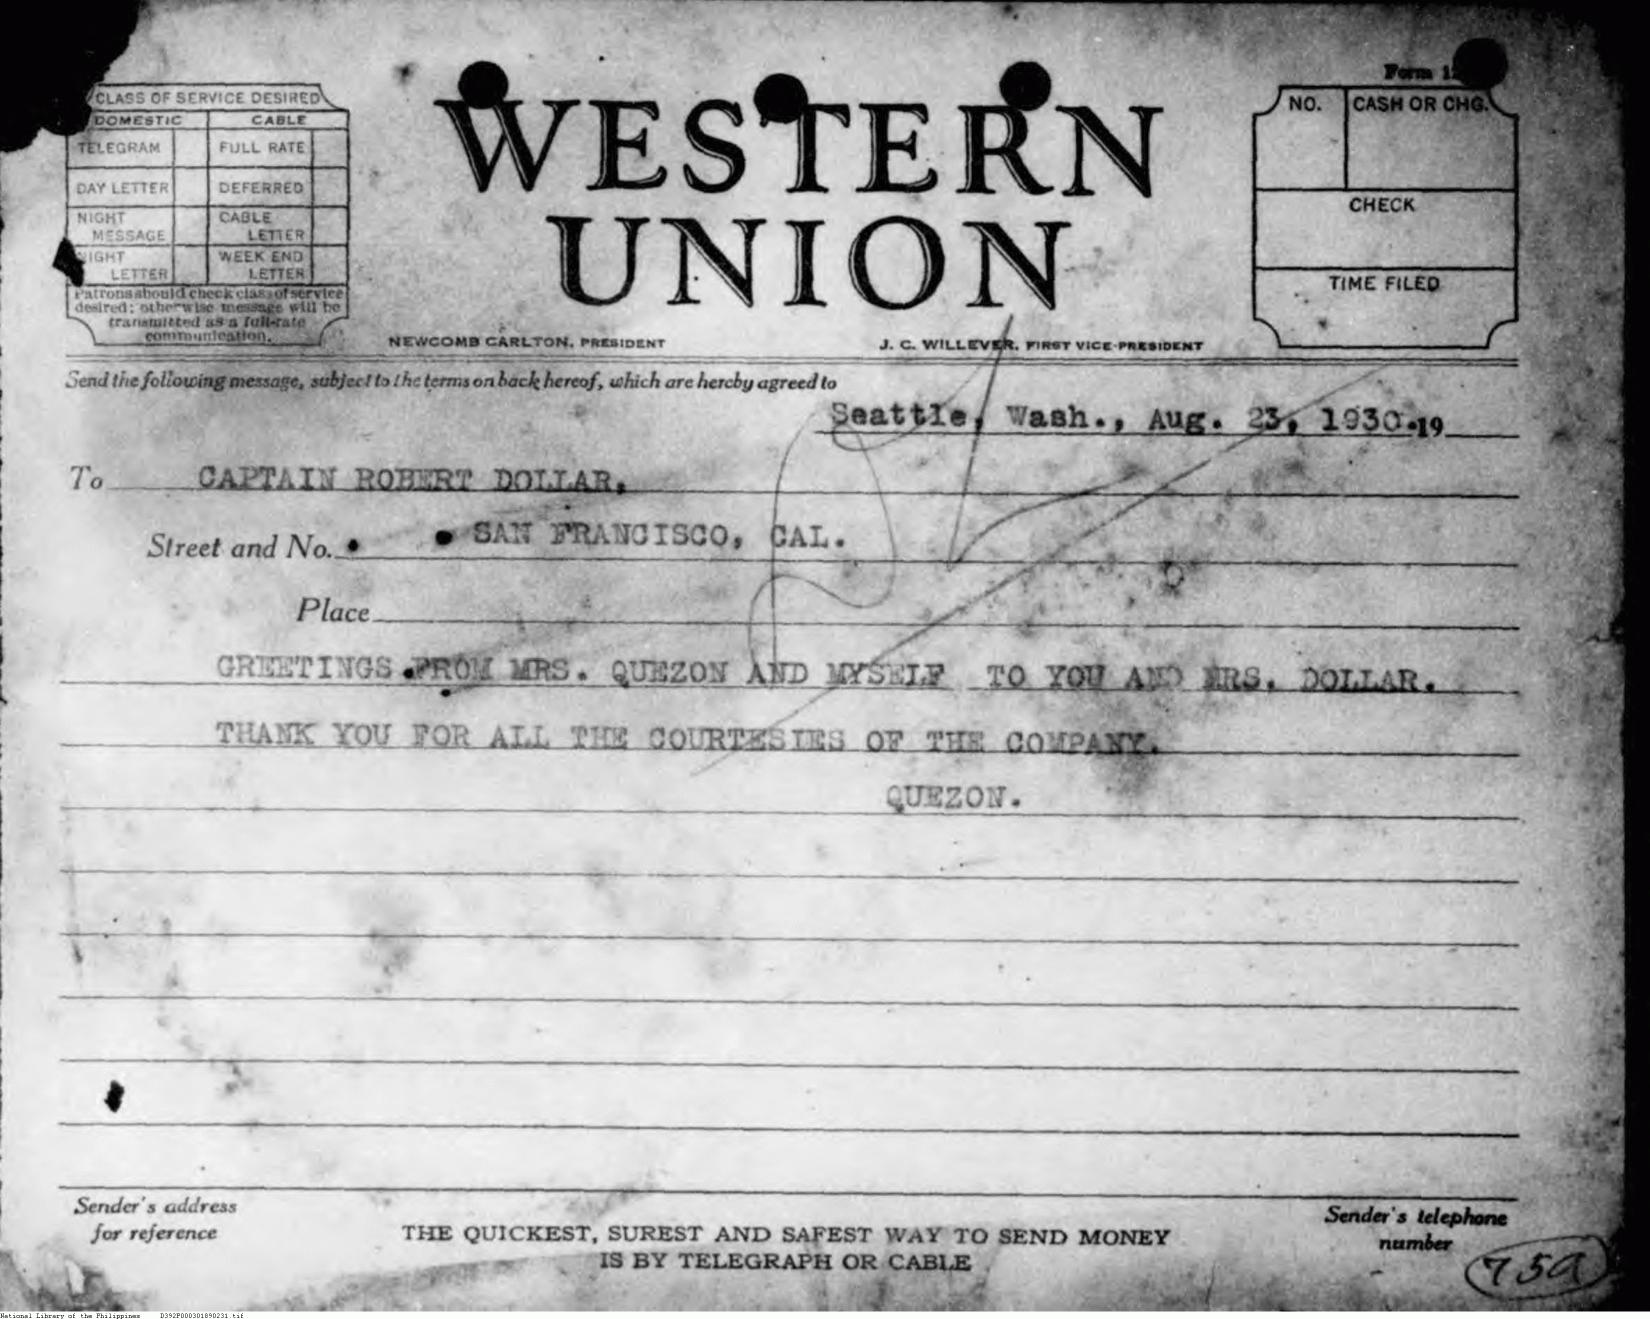 Form 1
CLASS OF SERVICE DESIRED
DOMESTIC CABLE
TELEGRAM FULL RATE
DAY LETTER DEFERRED
NIGHT MESSAGE CABLE LETTER
NIGHT LETTER WEEK END LETTER
Patrons should check class of service
desired; otherwise message will be
transmitted as a full-rate
communication.
WESTERN
UNION
NO. CASH OR CHG.
CHECK
TIME FILED
NEWCOMB CARLTON, PRESIDENT J. C. WILLEVER, FIRST VICE-PRESIDENT
Send the following message, subject to the terms on back hereof, which are hereby agreed to
Seattle, Wash., Aug. 23, 1930.19
To CAPTAIN ROBERT DOLLAR,
Street and No. SAN FRANCISCO, CAL.
Place
GREETINGS FROM MRS. QUEZON AND MYSELF TO YOU AND MRS. DOLLAR.
THANK YOU FOR ALL THE COURTESIES OF THE COMPANY.
QUEZON.
Sender's address
for reference
THE QUICKEST, SUREST AND SAFEST WAY TO SEND MONEY
IS BY TELEGRAPH OR CABLE
Sender's telephone
number
759
National Library of the Philippines D392P000301890231.tif